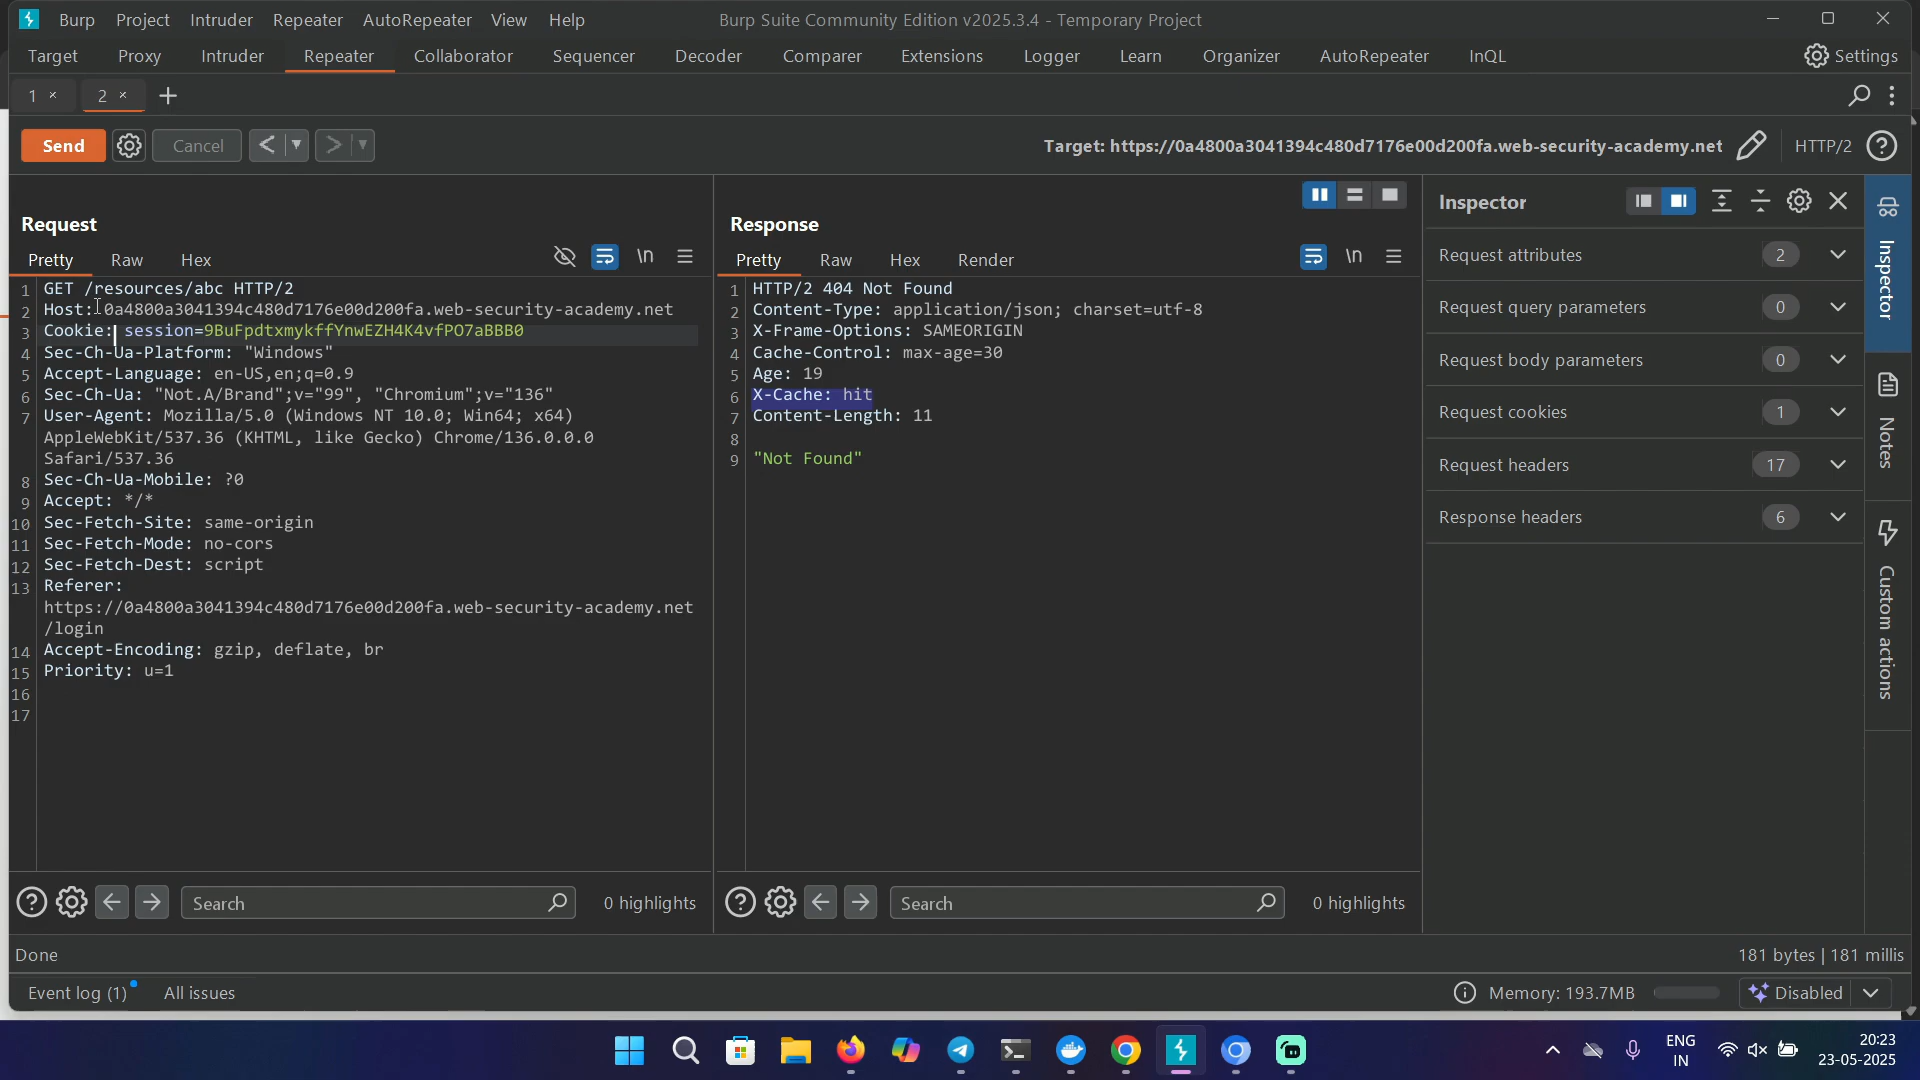 Burp Project Intruder Repeater AutoRepeater View Help Burp Suite Community Edition v2025.3.4 - Temporary Project
Target Proxy Intruder Repeater Collaborator Sequencer Decoder Comparer Extensions Logger Learn Organizer AutoRepeater InQL Settings
1 × 2 × +
Send Cancel < > Target: https://0a4800a3041394c480d7176e00d200fa.web-security-academy.net HTTP/2 ?
Request
Pretty Raw Hex \n
1 GET /resources/abc HTTP/2
2 Host: 0a4800a3041394c480d7176e00d200fa.web-security-academy.net
3 Cookie: session=9BuFpdtxmykffYnwEZH4K4vfPO7aBBB0
4 Sec-Ch-Ua-Platform: "Windows"
5 Accept-Language: en-US,en;q=0.9
6 Sec-Ch-Ua: "Not.A/Brand";v="99", "Chromium";v="136"
7 User-Agent: Mozilla/5.0 (Windows NT 10.0; Win64; x64)
AppleWebKit/537.36 (KHTML, like Gecko) Chrome/136.0.0.0
Safari/537.36
8 Sec-Ch-Ua-Mobile: ?0
9 Accept: */*
10 Sec-Fetch-Site: same-origin
11 Sec-Fetch-Mode: no-cors
12 Sec-Fetch-Dest: script
13 Referer:
https://0a4800a3041394c480d7176e00d200fa.web-security-academy.net
/login
14 Accept-Encoding: gzip, deflate, br
15 Priority: u=1
16
17
Search 0 highlights
Response
Pretty Raw Hex Render \n
1 HTTP/2 404 Not Found
2 Content-Type: application/json; charset=utf-8
3 X-Frame-Options: SAMEORIGIN
4 Cache-Control: max-age=30
5 Age: 19
6 X-Cache: hit
7 Content-Length: 11
8
9 "Not Found"
Search 0 highlights
Inspector
Request attributes 2
Request query parameters 0
Request body parameters 0
Request cookies 1
Request headers 17
Response headers 6
Inspector
Notes
Custom actions
Done 181 bytes | 181 millis
Event log (1) All issues Memory: 193.7MB Disabled
ENG
IN
20:23
23-05-2025